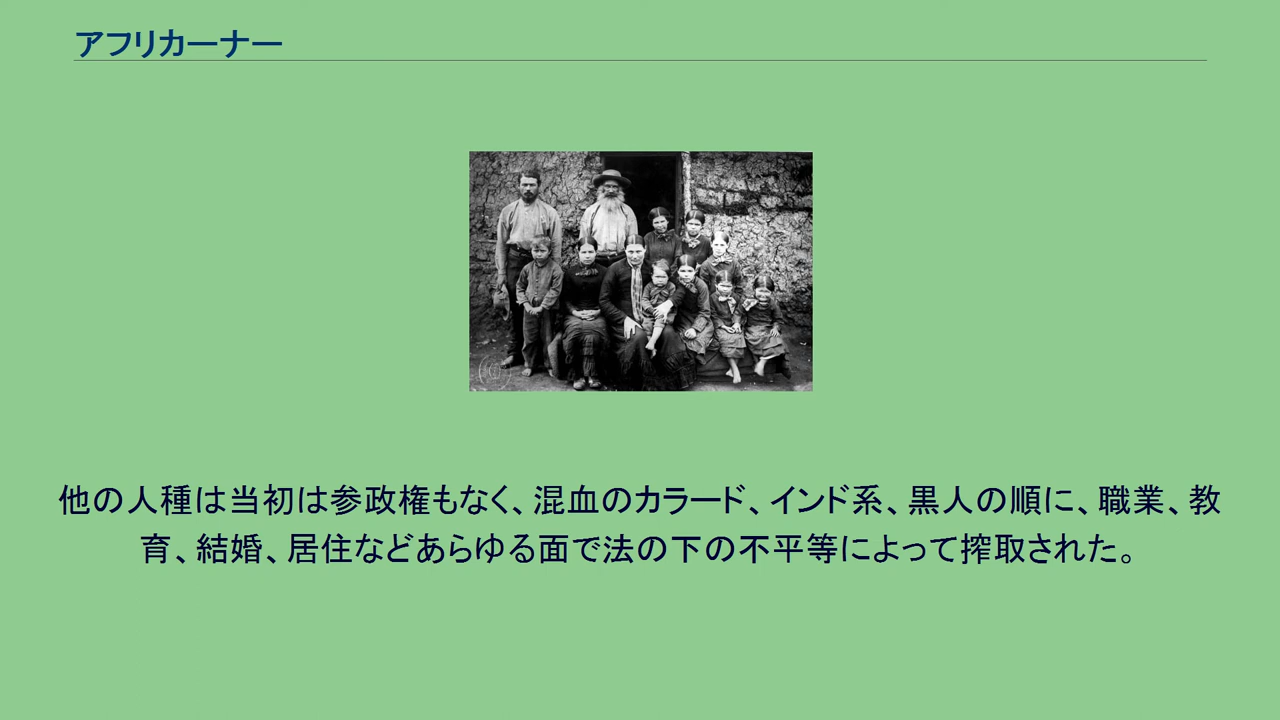 アフリカーナー
他の人種は当初は参政権もなく、混血のカラード、インド系、黒人の順に、職業、教
育、結婚、居住などあらゆる面で法の下の不平等によって搾取された。